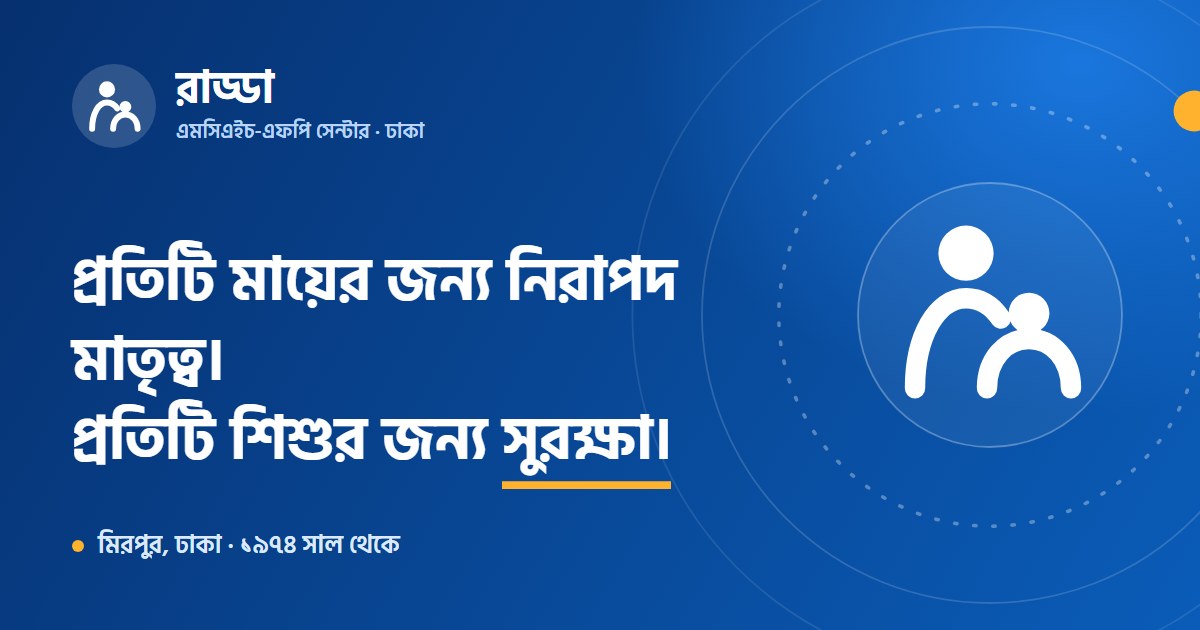 রাড্ডা
এমসিএইচ-এফপি সেন্টার · ঢাকা
প্রতিটি মায়ের জন্য নিরাপদ
মাতৃত্ব।
প্রতিটি শিশুর জন্য সুরক্ষা।
মিরপুর, ঢাকা · ১৯৭৪ সাল থেকে